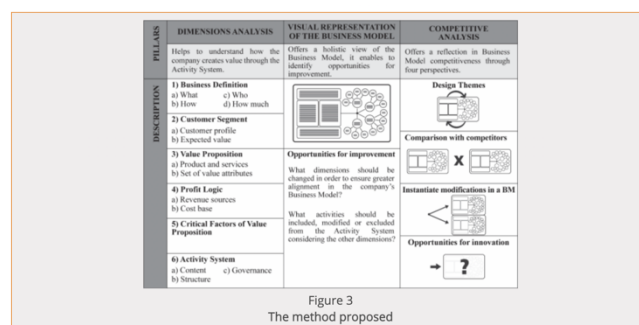 PILLARS
DIMENSIONS ANALYSIS
VISUAL REPRESENTATION
OF THE BUSINESS MODEL
COMPETITIVE
ANALYSIS
Helps to understand how the
company creates value through the
Activity System.
Offers a holistic view of the
Business Model, it enables to
identify opportunities for
improvement.
Offers a reflection in Business
Model competitiveness through
four perspectives.
DESCRIPTION
1) Business Definition
a) What c) Who
b) How d) How much
2) Customer Segment
a) Customer profile
b) Expected value
3) Value Proposition
a) Product and services
b) Set of value attributes
4) Profit Logic
a) Revenue sources
b) Cost base
5) Critical Factors of Value
Proposition
6) Activity System
a) Content c) Governance
b) Structure
Opportunities for improvement
What dimensions should be
changed in order to ensure greater
alignment in the company's
Business Model?
What activities should be
included, modified or excluded
from the Activity System
considering the other dimensions?
Design Themes
Comparison with competitors
X
Instantiate modifications in a BM
Opportunities for innovation
?
Figure 3
The method proposed